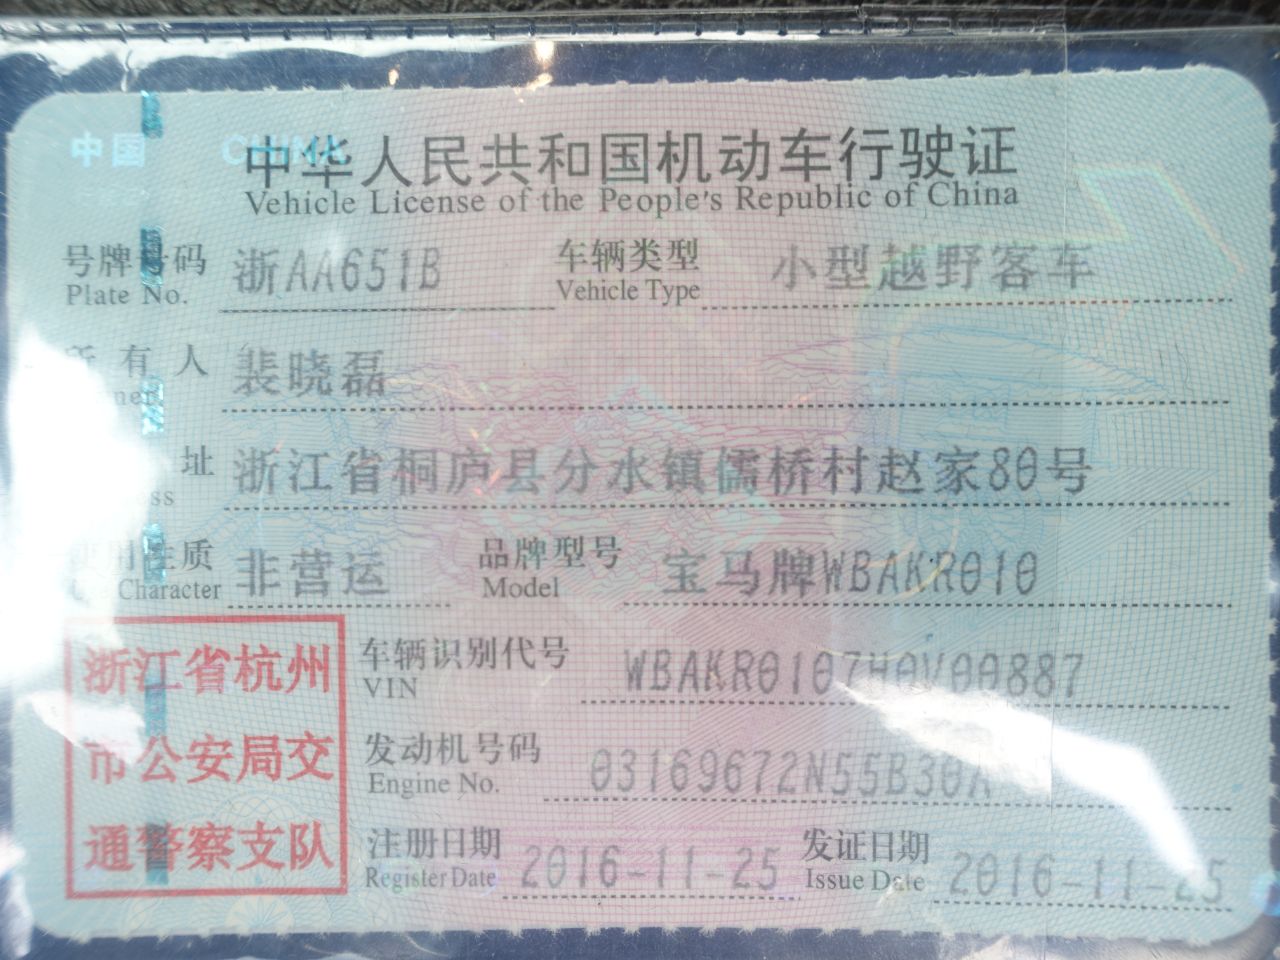 中国 CHINA
中华人民共和国机动车行驶证
Vehicle License of the People's Republic of China
号牌号码 浙AA651B 车辆类型 小型越野客车
Plate No. Vehicle Type
所有人 裴晓磊
址 浙江省桐庐县分水镇儒桥村赵家80号
使用性质 非营运 品牌型号 宝马牌WBAKR010
Character Model
浙江省杭州 车辆识别代号 WBAKR0107H0V00887
VIN
市公安局交 发动机号码 03169672N55B30A
Engine No.
通警察支队 注册日期 2016-11-25 发证日期 2016-11-25
Register Date Issue Date